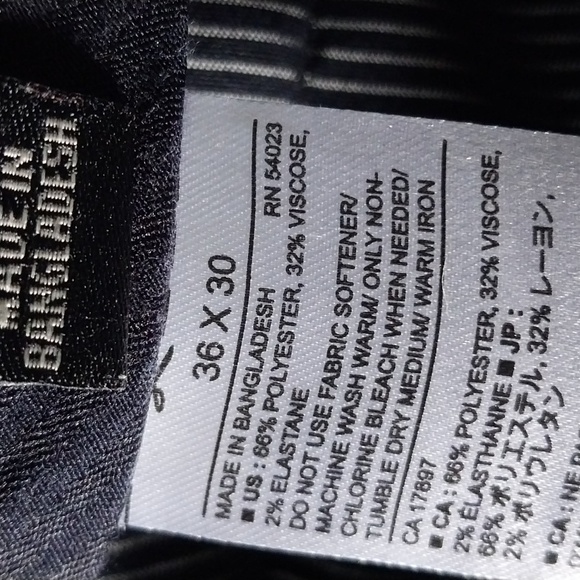 MADE IN
BANGLADESH
36 X 30
MADE IN BANGLADESH RN 54023
■ US : 66% POLYESTER, 32% VISCOSE,
2% ELASTANE
DO NOT USE FABRIC SOFTENER/
MACHINE WASH WARM/ ONLY NON-
CHLORINE BLEACH WHEN NEEDED/
TUMBLE DRY MEDIUM/ WARM IRON
CA 17897
■ CA : 66% POLYESTER, 32% VISCOSE,
2% ÉLASTHANNE ■ JP :
66% ポリエステル, 32% レーヨン,
2% ポリウレタン
■ CA : NE